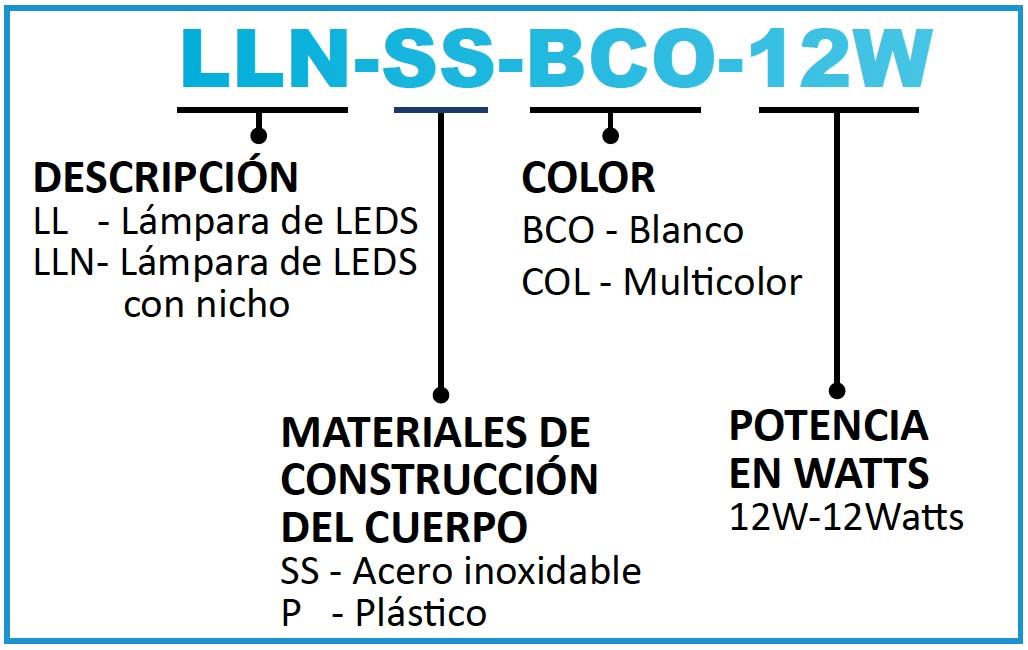 LLN-SS-BCO-12W
DESCRIPCIÓN
LL - Lámpara de LEDS
LLN- Lámpara de LEDS
con nicho
COLOR
BCO - Blanco
COL - Multicolor
MATERIALES DE
CONSTRUCCIÓN
DEL CUERPO
SS - Acero inoxidable
P - Plástico
POTENCIA
EN WATTS
12W-12Watts